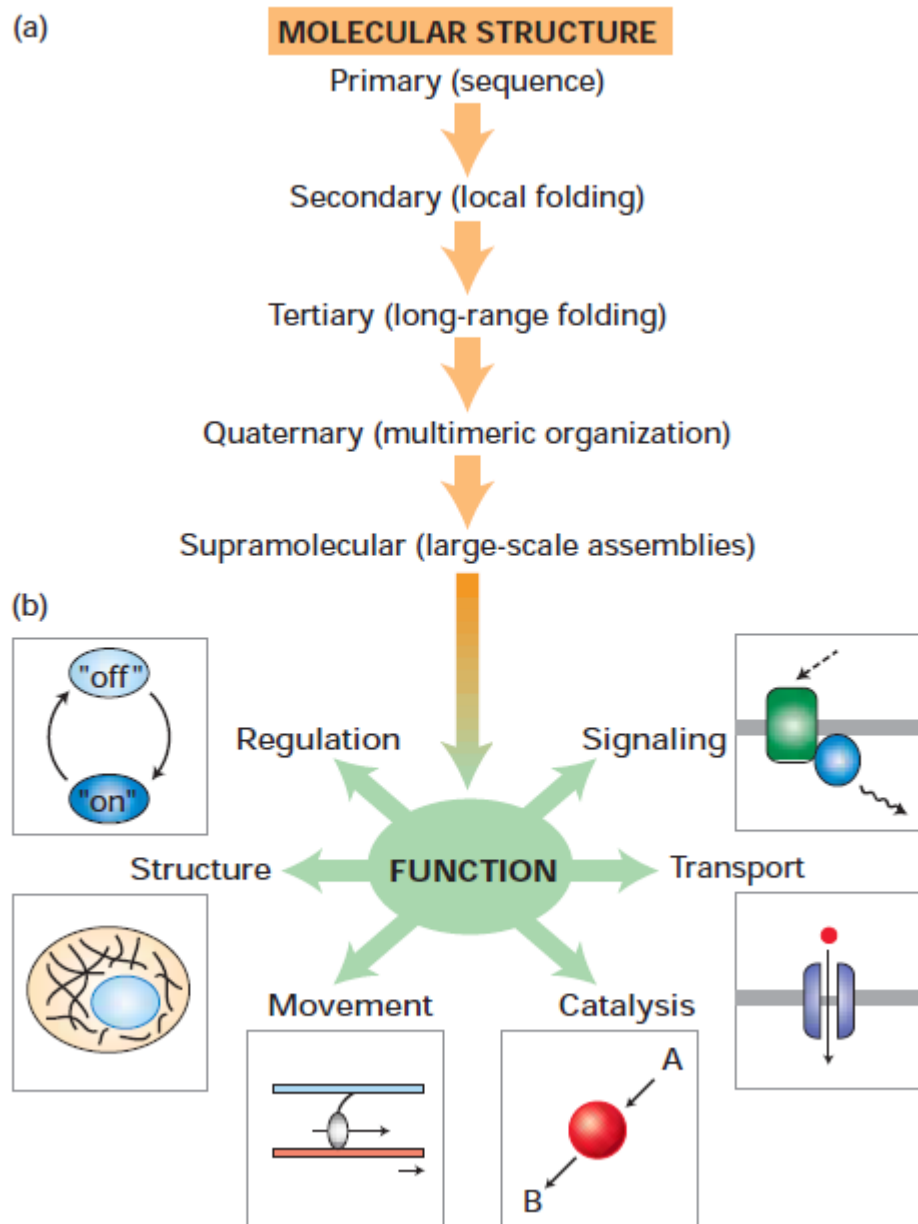 (a)
MOLECULAR STRUCTURE
Primary (sequence)
Secondary (local folding)
Tertiary (long-range folding)
Quaternary (multimeric organization)
Supramolecular (large-scale assemblies)
(b)
"off"
"on"
Regulation
Signaling
Structure
FUNCTION
Transport
Movement
Catalysis
A
B